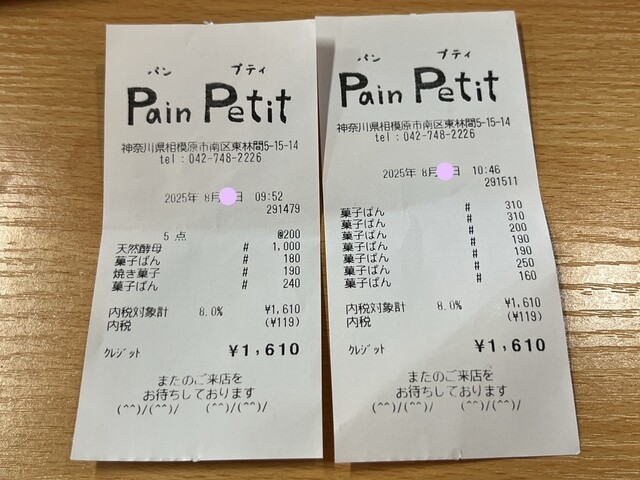 パン プティ
Pain Petit
神奈川県相模原市南区東林間5-15-14
tel：042-748-2226
2025年 8月 日 09:52
291479
5 点 @200
天然酵母 # 1,000
菓子ぱん # 180
焼き菓子 # 190
菓子ぱん # 240
内税対象計 8.0% ¥1,610
内税 (¥119)
クレジット ¥1,610
またのご来店を
お待ちしております
(^^)/(^^)/ (^^)/(^^)/
パン プティ
Pain Petit
神奈川県相模原市南区東林間5-15-14
tel：042-748-2226
2025年 8月 日 10:46
291511
菓子ぱん # 310
菓子ぱん # 310
菓子ぱん # 200
菓子ぱん # 190
菓子ぱん # 190
菓子ぱん # 250
菓子ぱん # 160
内税対象計 8.0% ¥1,610
内税 (¥119)
クレジット ¥1,610
またのご来店を
お待ちしております
(^^)/(^^)/ (^^)/(^^)/